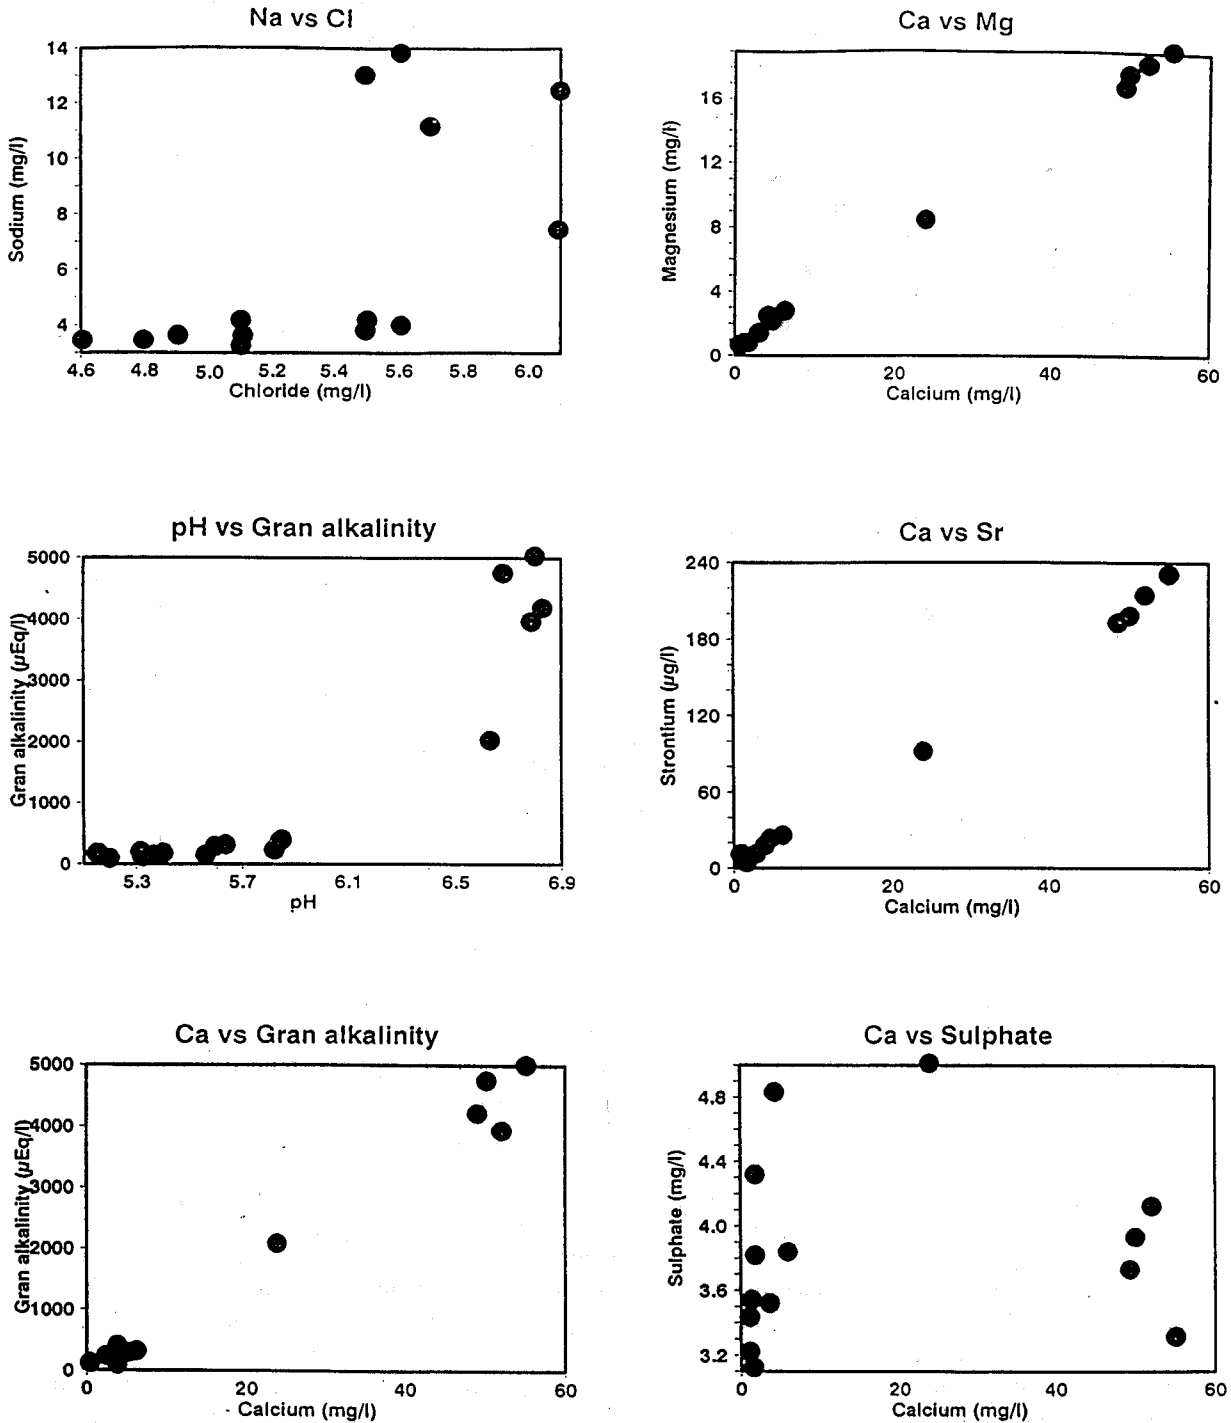 Na vs Cl
14
12
10
8
6
4
Sodium (mg/l)
4.6 4.8 5.0 5.2 5.4 5.6 5.8 6.0
Chloride (mg/l)
Ca vs Mg
16
12
8
4
0
Magnesium (mg/l)
0 20 40 60
Calcium (mg/l)
pH vs Gran alkalinity
5000
4000
3000
2000
1000
0
Gran alkalinity (µEq/l)
5.3 5.7 6.1 6.5 6.9
pH
Ca vs Sr
240
180
120
60
0
Strontium (µg/l)
0 20 40 60
Calcium (mg/l)
Ca vs Gran alkalinity
5000
4000
3000
2000
1000
0
Gran alkalinity (µEq/l)
0 20 40 60
Calcium (mg/l)
Ca vs Sulphate
4.8
4.4
4.0
3.6
3.2
Sulphate (mg/l)
0 20 40 60
Calcium (mg/l)